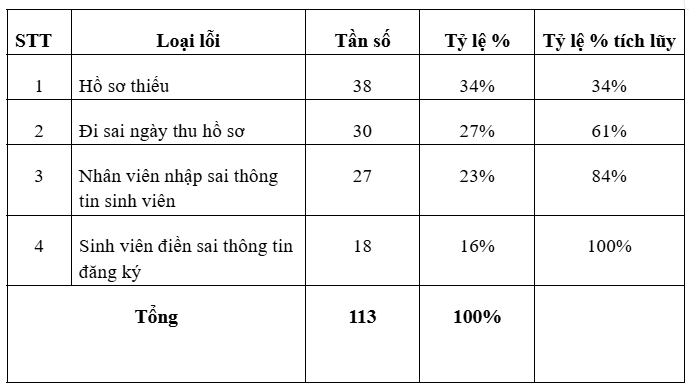 STT Loại lỗi Tần số Tỷ lệ % Tỷ lệ % tích lũy
1 Hồ sơ thiếu 38 34% 34%
2 Đi sai ngày thu hồ sơ 30 27% 61%
3 Nhân viên nhập sai thông 27 23% 84%
tin sinh viên
4 Sinh viên điền sai thông tin 18 16% 100%
đăng ký
Tổng 113 100%